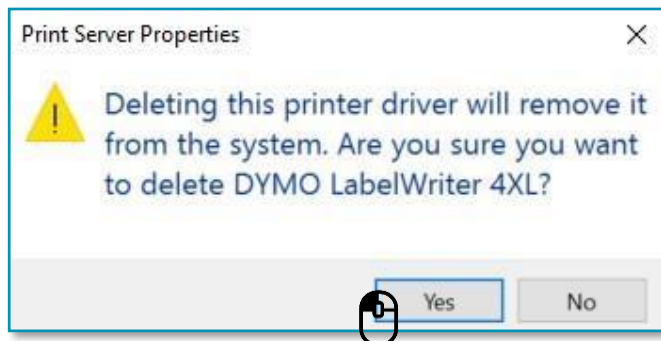 Print Server Properties
Deleting this printer driver will remove it
from the system. Are you sure you want
to delete DYMO LabelWriter 4XL?
Yes No